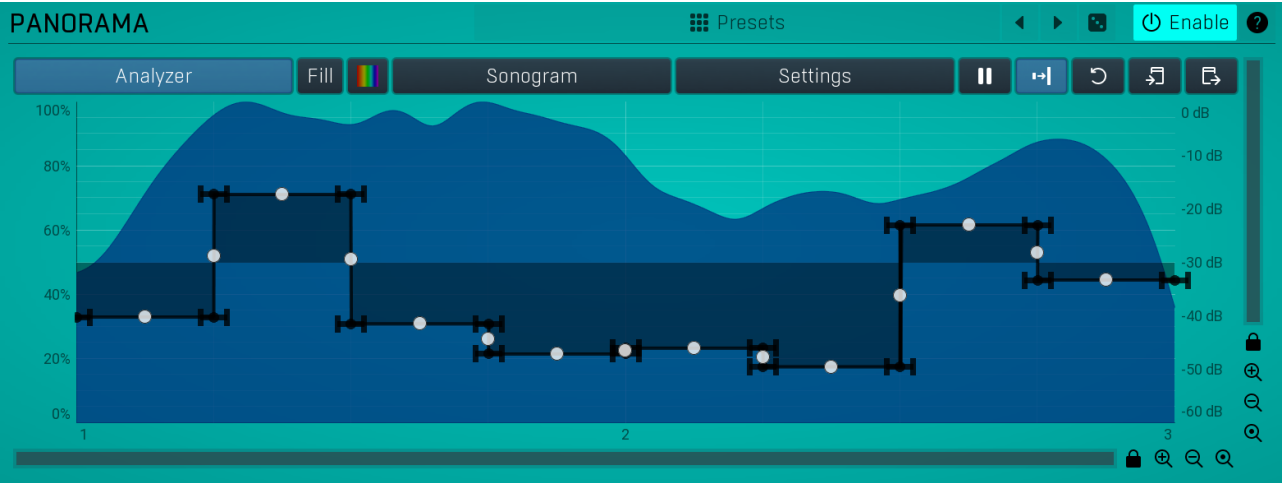 PANORAMA Presets Enable ?
Analyzer Fill Sonogram Settings
100% 0 dB
80% -10 dB
-20 dB
60%
-30 dB
40%
-40 dB
20%
-50 dB
0% -60 dB
1 2 3